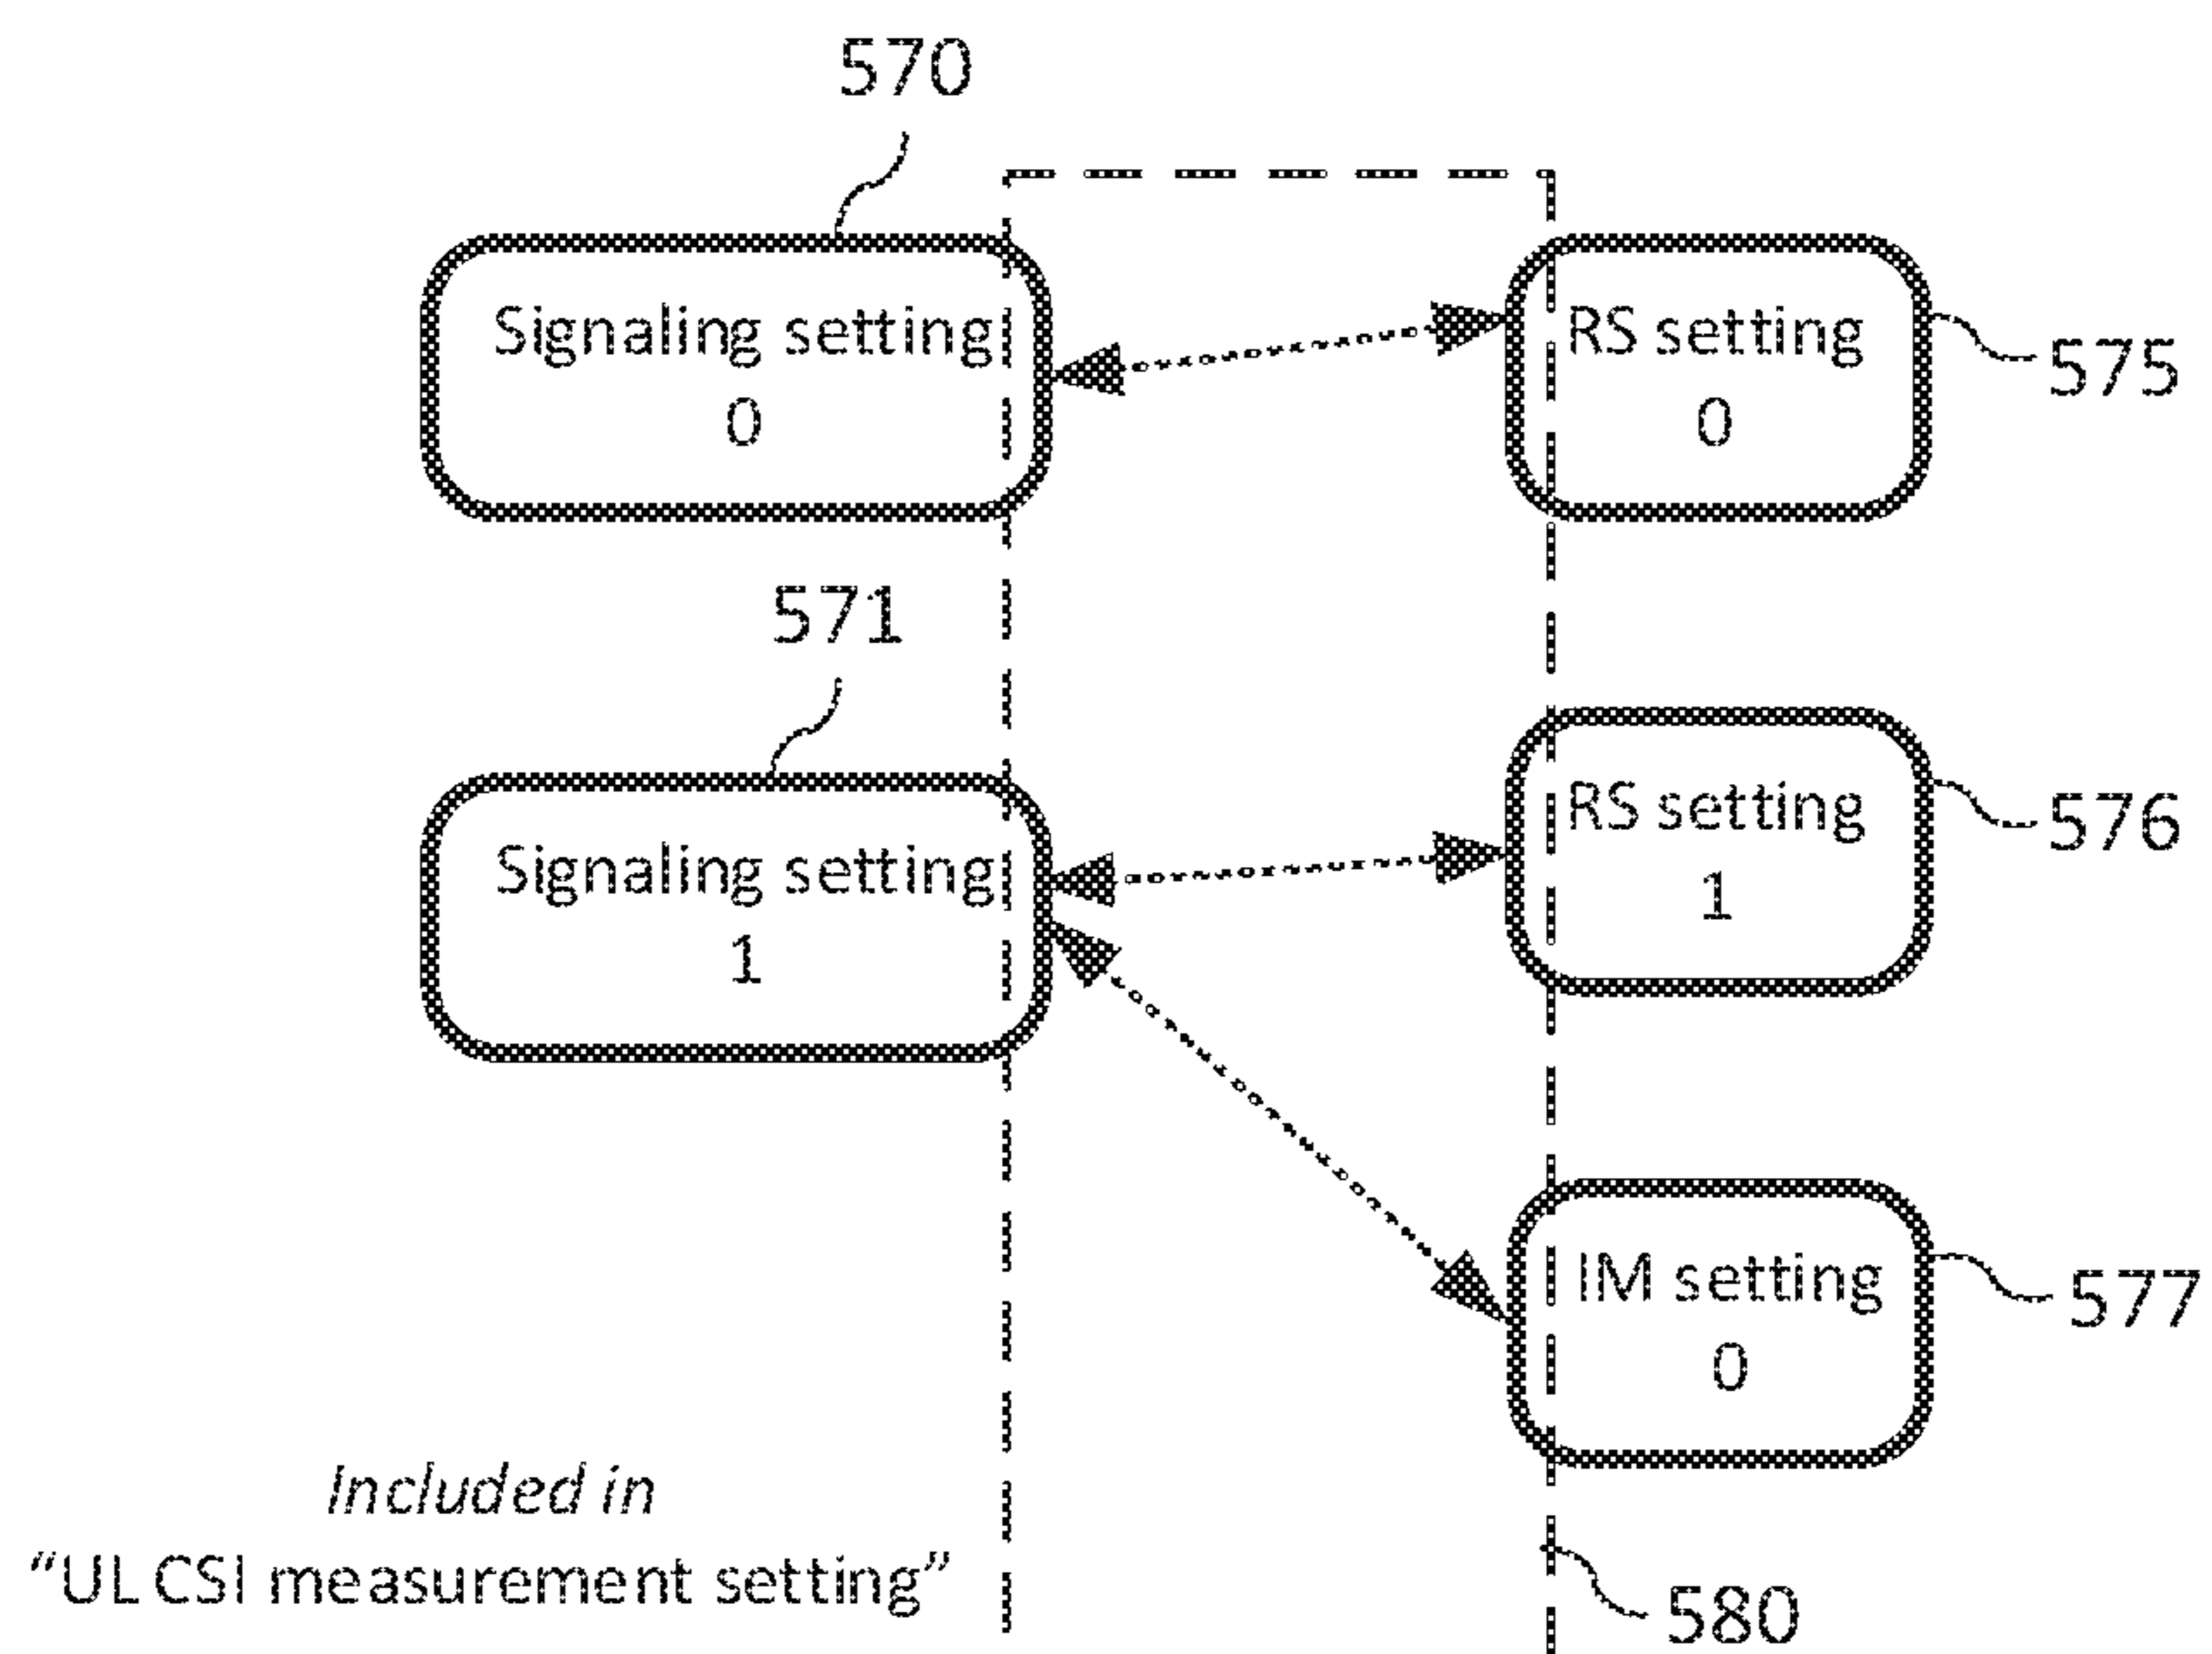 570
Signaling setting
0
RS setting
0
575
571
Signaling setting
1
RS setting
1
576
IM setting
0
577
Included in
“UL CSI measurement setting”
580